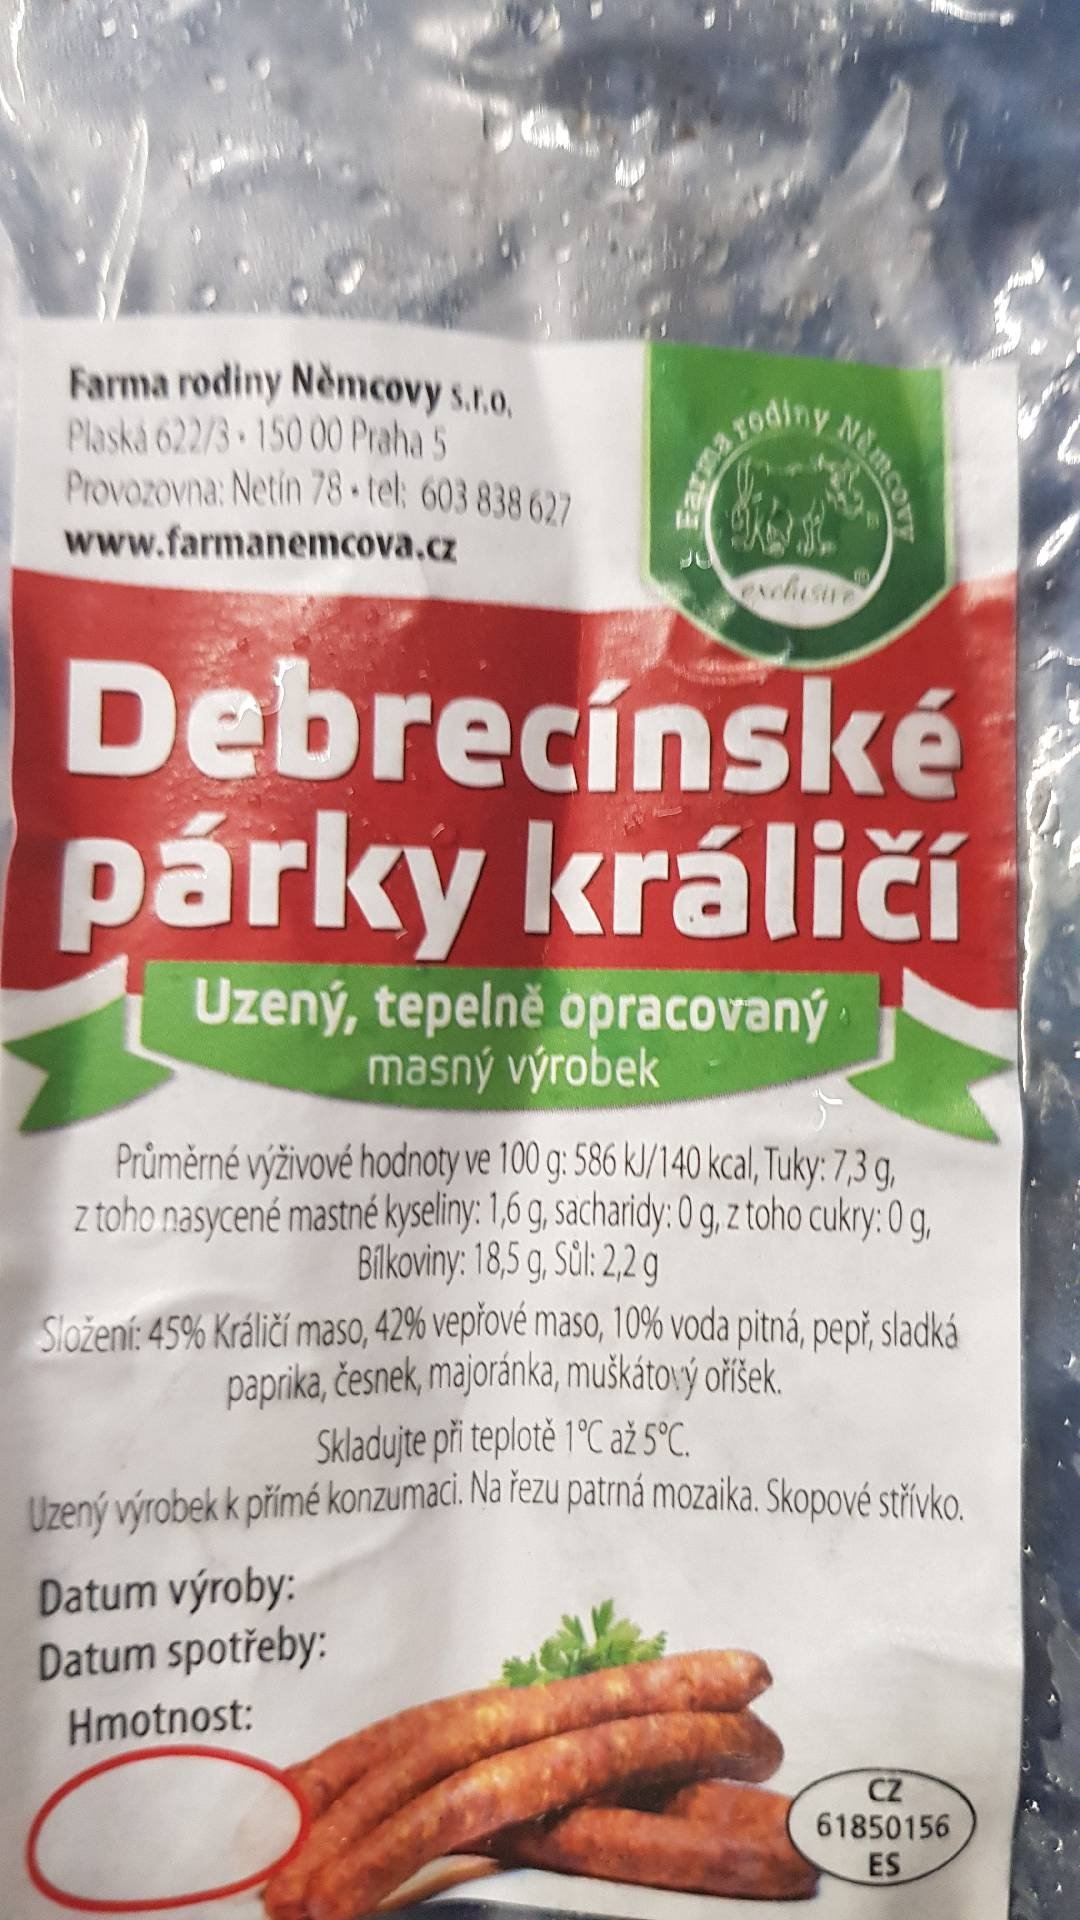 Farma rodiny Němcovy s.r.o.
Plaská 622/3 • 150 00 Praha 5
Provozovna: Netín 78 • tel: 603 838 627
www.farmanemcova.cz
Farma rodiny Němcovy
exclusive
Debrecínské
párky králičí
Uzený, tepelně opracovaný
masný výrobek
Průměrné výživové hodnoty ve 100 g: 586 kJ/140 kcal, Tuky: 7,3 g,
z toho nasycené mastné kyseliny: 1,6 g, sacharidy: 0 g, z toho cukry: 0 g,
Bílkoviny: 18,5 g, Sůl: 2,2 g
Složení: 45% Králičí maso, 42% vepřové maso, 10% voda pitná, pepř, sladká
paprika, česnek, majoránka, muškátový oříšek.
Skladujte při teplotě 1°C až 5°C.
Uzený výrobek k přímé konzumaci. Na řezu patrná mozaika. Skopové střívko.
Datum výroby:
Datum spotřeby:
Hmotnost:
CZ
61850156
ES